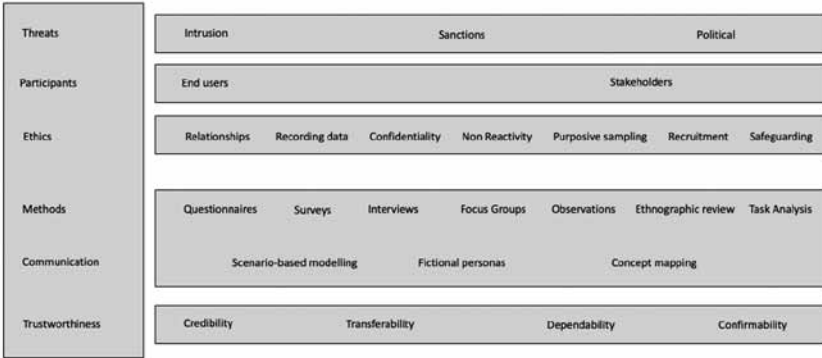 Threats Intrusion Sanctions Political
Participants End users Stakeholders
Ethics Relationships Recording data Confidentiality Non Reactivity Purposive sampling Recruitment Safeguarding
Methods Questionnaires Surveys Interviews Focus Groups Observations Ethnographic review Task Analysis
Communication Scenario-based modelling Fictional personas Concept mapping
Trustworthiness Credibility Transferability Dependability Confirmability